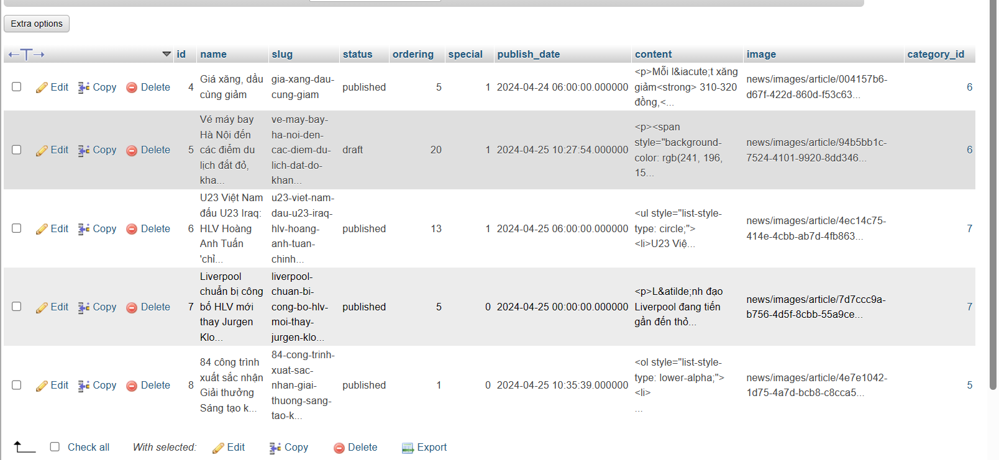 Extra options
id name slug status ordering special publish_date content image category_id
Edit Copy Delete 4 Giá xăng, dầu cùng giảm gia-xang-dau-cung-giam published 5 1 2024-04-24 06:00:00.000000 <p>Mỗi l&iacute;t xăng giảm<strong> 310-320 đồng,<... news/images/article/004157b6-d67f-422d-860d-f53c63... 6
Edit Copy Delete 5 Vé máy bay Hà Nội đến các điểm du lịch đắt đỏ, kha... ve-may-bay-ha-noi-den-cac-diem-du-lich-dat-do-khan... draft 20 1 2024-04-25 10:27:54.000000 <p><span style="background-color: rgb(241, 196, 15... news/images/article/94b5bb1c-7524-4101-9920-8dd346... 6
Edit Copy Delete 6 U23 Việt Nam đấu U23 Iraq: HLV Hoàng Anh Tuấn 'chỉ... u23-viet-nam-dau-u23-iraq-hlv-hoang-anh-tuan-chinh... published 13 1 2024-04-25 06:00:00.000000 <ul style="list-style-type: circle;"> <li>U23 Việ... news/images/article/4ec14c75-414e-4cbb-ab7d-4fb863... 7
Edit Copy Delete 7 Liverpool chuẩn bị công bố HLV mới thay Jurgen Klo... liverpool-chuan-bi-cong-bo-hlv-moi-thay-jurgen-klo... published 5 0 2024-04-25 00:00:00.000000 <p>L&atilde;nh đạo Liverpool đang tiến gần đến thỏ... news/images/article/7d7ccc9a-b756-4d5f-8cbb-55a9ce... 7
Edit Copy Delete 8 84 công trình xuất sắc nhận Giải thưởng Sáng tạo k... 84-cong-trinh-xuat-sac-nhan-giai-thuong-sang-tao-k... published 1 0 2024-04-25 10:35:39.000000 <ol style="list-style-type: lower-alpha;"> <li> ... news/images/article/4e7e1042-1d75-4a7d-bcb8-c8cca5... 5
Check all With selected: Edit Copy Delete Export